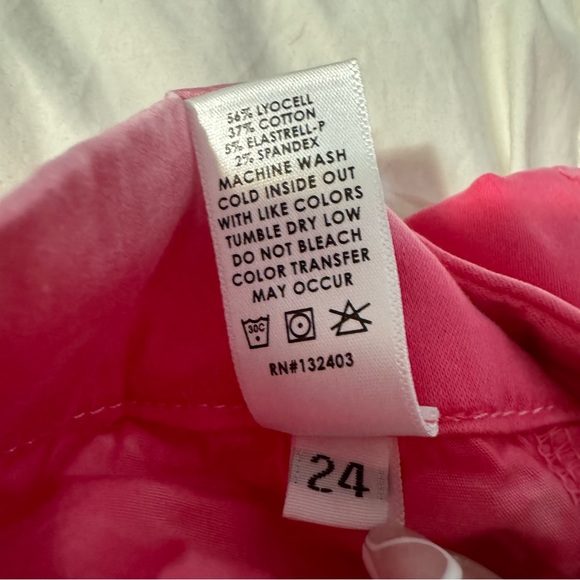 56% LYOCELL
37% COTTON
5% ELASTRELL-P
2% SPANDEX
MACHINE WASH
COLD INSIDE OUT
WITH LIKE COLORS
TUMBLE DRY LOW
DO NOT BLEACH
COLOR TRANSFER
MAY OCCUR
30C
RN#132403
24